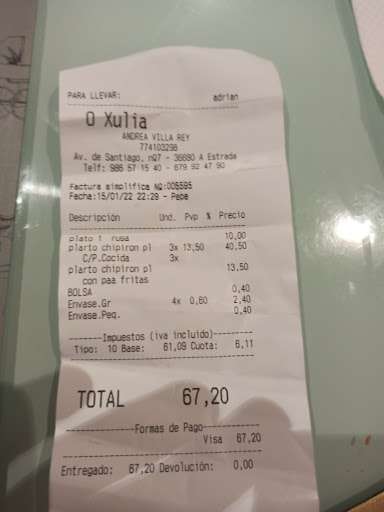 PARA LLEVAR: adrian
O Xulia
ANDREA VILLA REY
774103298
Av. de Santiago, nQ7 - 36680 A Estrada
Telf: 986 57 15 40 - 679 92 47 90
Factura simplifica NQ:005595
Fecha:15/01/22 22:29 - Pepe
Descripción Und. Pvp % Precio
plato 1 rusa 10,00
plarto chipiron pl 3x 13,50 40,50
C/P.Cocida 3x
plarto chipiron pl 13,50
con paa fritas
BOLSA 0,40
Envase.Gr 4x 0,60 2,40
Envase.Peq. 0,40
--------Impuestos (iva incluido)---------
Tipo: 10 Base: 61,09 Cuota: 6,11
TOTAL 67,20
------------Formas de Pago------------
Visa 67,20
Entregado: 67,20 Devolución: 0,00